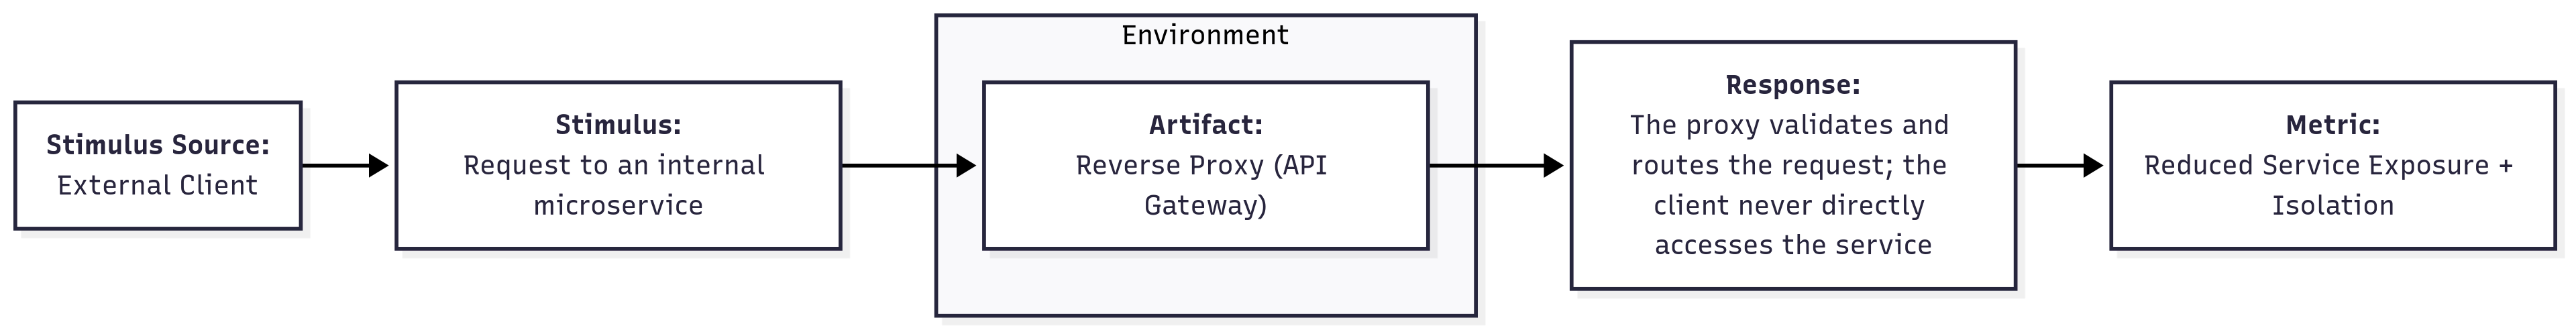 Stimulus Source:
External Client
Stimulus:
Request to an internal
microservice
Environment
Artifact:
Reverse Proxy (API
Gateway)
Response:
The proxy validates and
routes the request; the
client never directly
accesses the service
Metric:
Reduced Service Exposure +
Isolation